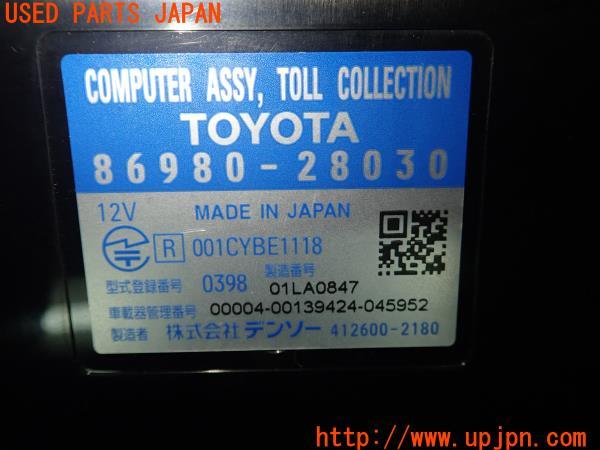 USED PARTS JAPAN
COMPUTER ASSY, TOLL COLLECTION
TOYOTA
86980-28030
12V MADE IN JAPAN
R 001CYBE1118
型式登録番号 0398 製造番号 01LA0847
車載器管理番号 00004-00139424-045952
製造者 株式会社デンソー 412600-2180
http://www.upjpn.com